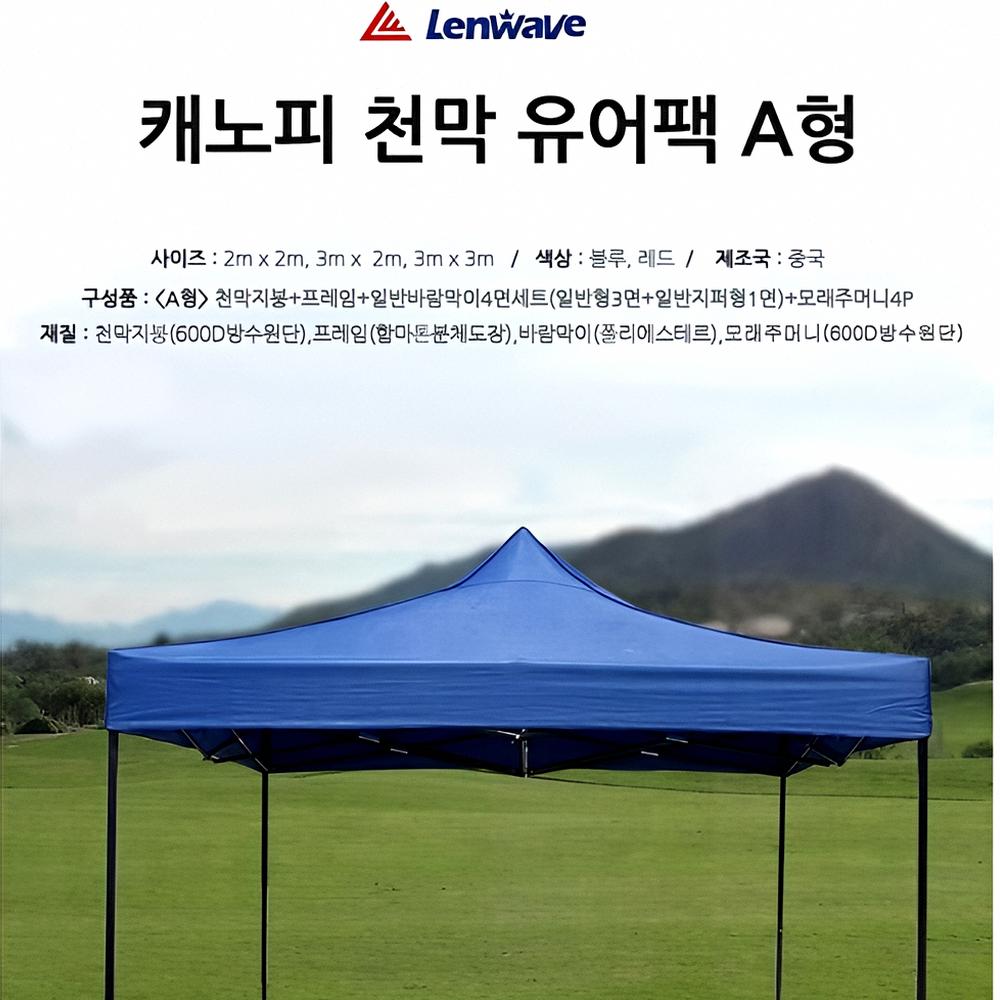 Lenwave
캐노피 천막 유어팩 A형
사이즈 : 2m x 2m, 3m x 2m, 3m x 3m / 색상 : 블루, 레드 / 제조국 : 중국
구성품 : <A형> 천막지붕+프레임+일반바람막이4면세트(일반형3면+일반지퍼형1면)+모래주머니4P
재질 : 천막지붕(600D방수원단),프레임(함마톤분체도장),바람막이(폴리에스테르),모래주머니(600D방수원단)